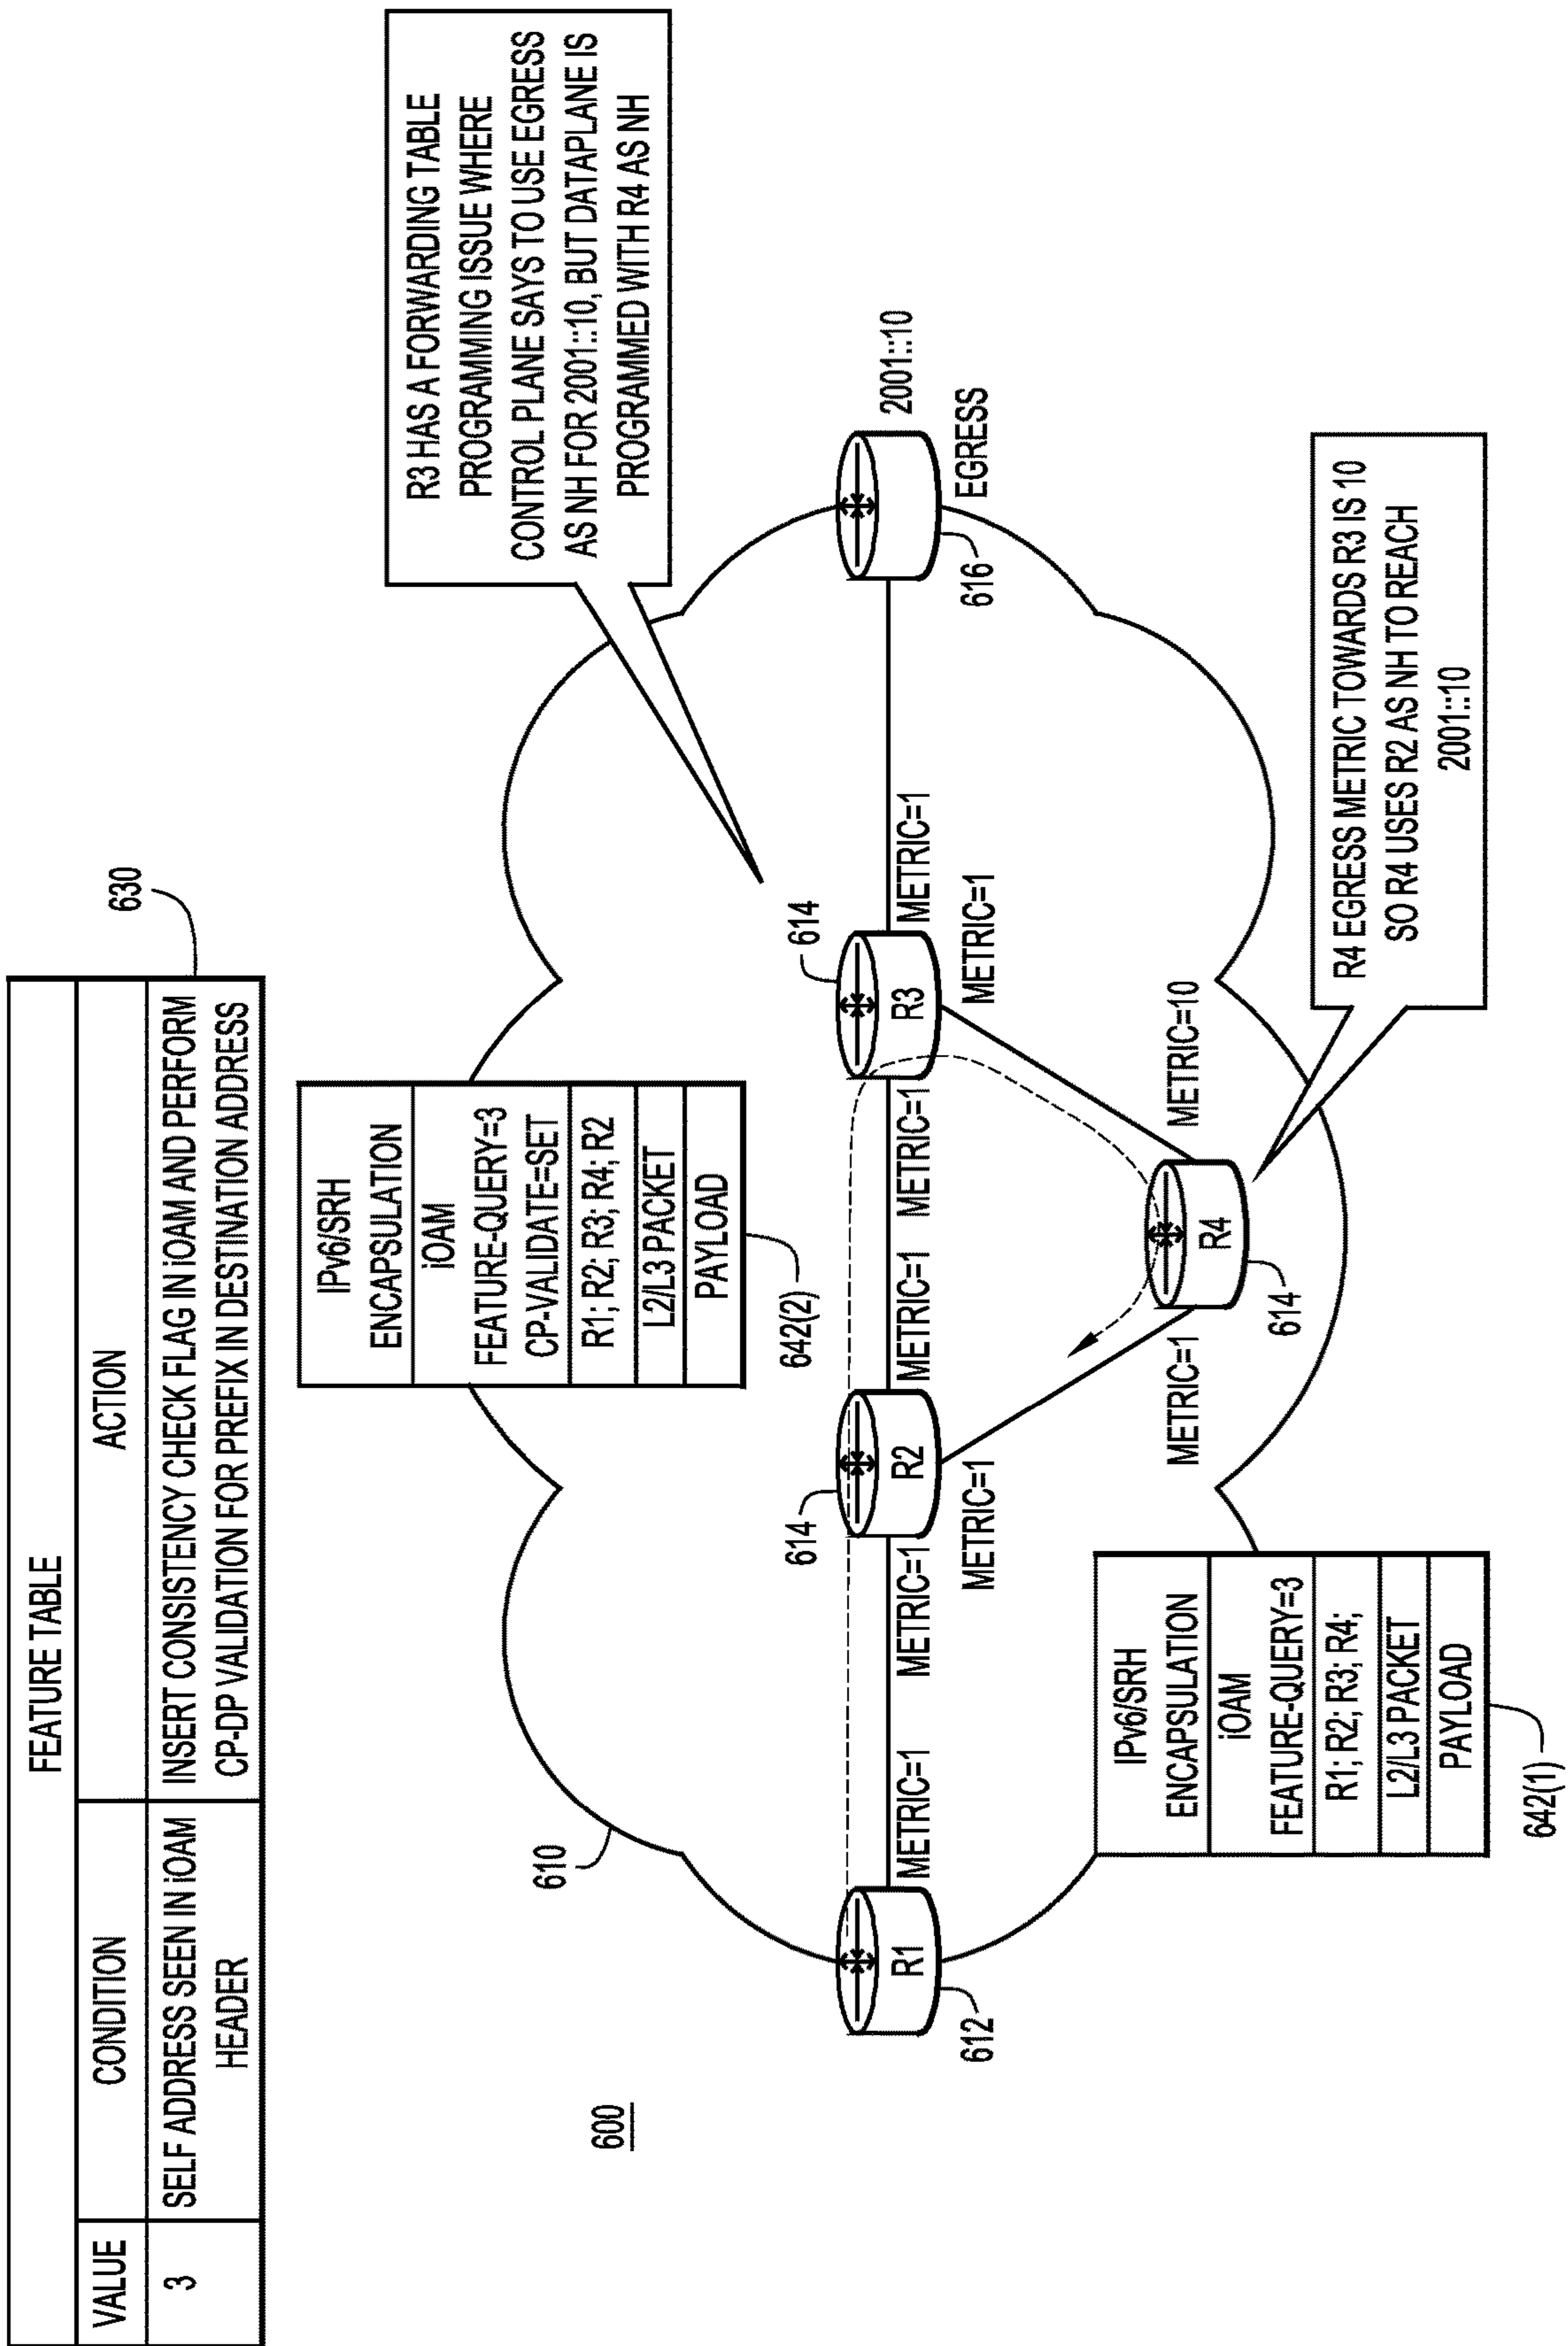 FEATURE TABLE
VALUE
CONDITION
ACTION
3
SELF ADDRESS SEEN IN iOAM
HEADER
INSERT CONSISTENCY CHECK FLAG IN iOAM AND PERFORM
CP-DP VALIDATION FOR PREFIX IN DESTINATION ADDRESS
630
IPv6/SRH
ENCAPSULATION
iOAM
FEATURE-QUERY=3
CP-VALIDATE=SET
R1; R2; R3; R4; R2
L2/L3 PACKET
PAYLOAD
642(2)
R3 HAS A FORWARDING TABLE
PROGRAMMING ISSUE WHERE
CONTROL PLANE SAYS TO USE EGRESS
AS NH FOR 2001::10, BUT DATAPLANE IS
PROGRAMMED WITH R4 AS NH
600
610
R1
612
METRIC=1
METRIC=1
614
R2
METRIC=1
METRIC=1
METRIC=1
614
R3
METRIC=1
METRIC=1
2001::10
EGRESS
616
METRIC=1
R4
614
METRIC=10
IPv6/SRH
ENCAPSULATION
iOAM
FEATURE-QUERY=3
R1; R2; R3; R4;
L2/L3 PACKET
PAYLOAD
642(1)
R4 EGRESS METRIC TOWARDS R3 IS 10
SO R4 USES R2 AS NH TO REACH
2001::10